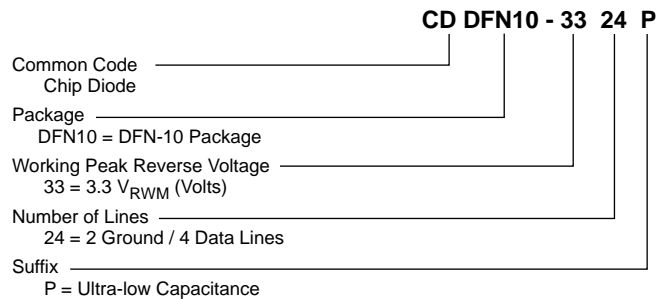 CD DFN10 - 33 24 P
Common Code
Chip Diode
Package
DFN10 = DFN-10 Package
Working Peak Reverse Voltage
33 = 3.3 VRWM (Volts)
Number of Lines
24 = 2 Ground / 4 Data Lines
Suffix
P = Ultra-low Capacitance